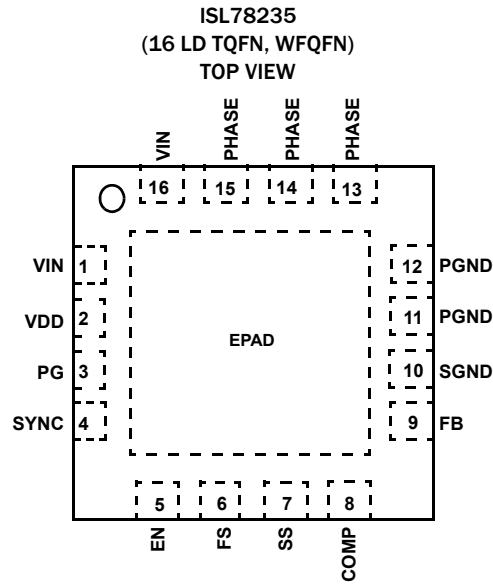 ISL78235
(16 LD TQFN, WFQFN)
TOP VIEW
VIN
PHASE
PHASE
PHASE
16
15
14
13
VIN 1
VDD 2
PG 3
SYNC 4
EPAD
12 PGND
11 PGND
10 SGND
9 FB
5
6
7
8
EN
FS
SS
COMP